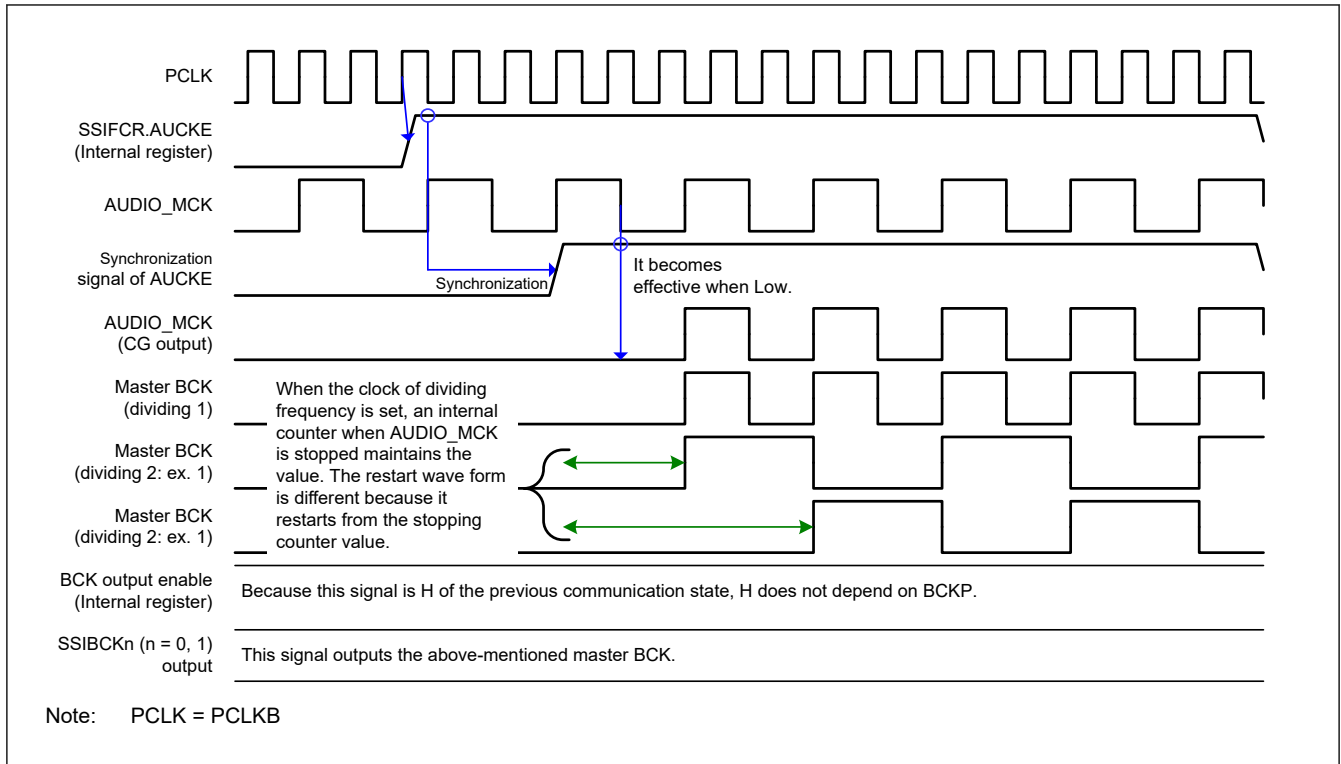 PCLK
SSIFCR.AUCKE
(Internal register)
AUDIO_MCK
Synchronization
signal of AUCKE
Synchronization
It becomes
effective when Low.
AUDIO_MCK
(CG output)
Master BCK
(dividing 1)
When the clock of dividing
frequency is set, an internal
counter when AUDIO_MCK
is stopped maintains the
value. The restart wave form
is different because it
restarts from the stopping
counter value.
Master BCK
(dividing 2: ex. 1)
Master BCK
(dividing 2: ex. 1)
BCK output enable
(Internal register)
Because this signal is H of the previous communication state, H does not depend on BCKP.
SSIBCKn (n = 0, 1)
output
This signal outputs the above-mentioned master BCK.
Note: PCLK = PCLKB